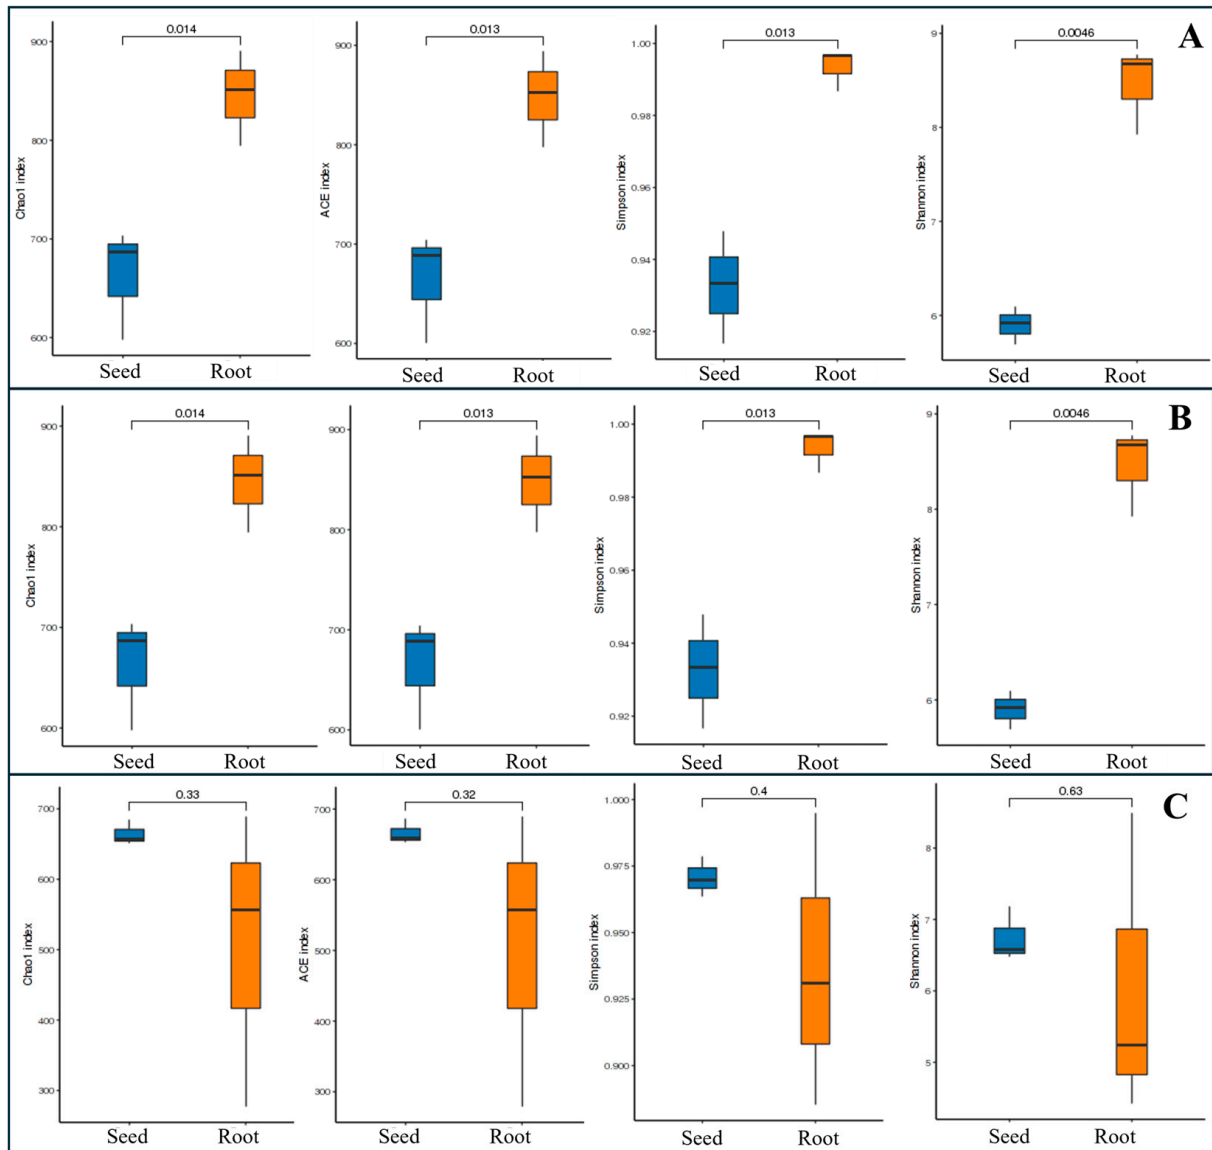 A
0.014
Chao1 index
900
800
700
600
Seed Root
0.013
ACE index
900
800
700
600
Seed Root
0.013
Simpson index
1.00
0.98
0.96
0.94
0.92
Seed Root
0.0046
Shannon index
9
8
7
6
Seed Root
B
0.014
Chao1 index
900
800
700
600
Seed Root
0.013
ACE index
900
800
700
600
Seed Root
0.013
Simpson index
1.00
0.98
0.96
0.94
0.92
Seed Root
0.0046
Shannon index
9
8
7
6
Seed Root
C
0.33
Chao1 index
700
600
500
400
300
Seed Root
0.32
ACE index
700
600
500
400
300
Seed Root
0.4
Simpson index
1.000
0.975
0.950
0.925
0.900
Seed Root
0.63
Shannon index
8
7
6
5
Seed Root